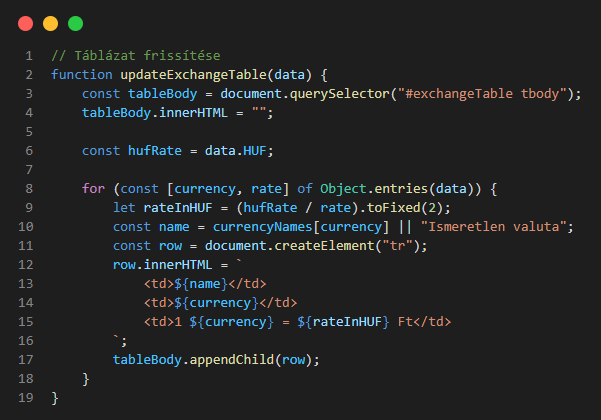 1 // Táblázat frissítése
2 function updateExchangeTable(data) {
3     const tableBody = document.querySelector("#exchangeTable tbody");
4     tableBody.innerHTML = "";
5
6     const hufRate = data.HUF;
7
8     for (const [currency, rate] of Object.entries(data)) {
9         let rateInHUF = (hufRate / rate).toFixed(2);
10         const name = currencyNames[currency] || "Ismeretlen valuta";
11         const row = document.createElement("tr");
12         row.innerHTML = `
13             <td>${name}</td>
14             <td>${currency}</td>
15             <td>1 ${currency} = ${rateInHUF} Ft</td>
16         `;
17         tableBody.appendChild(row);
18     }
19 }